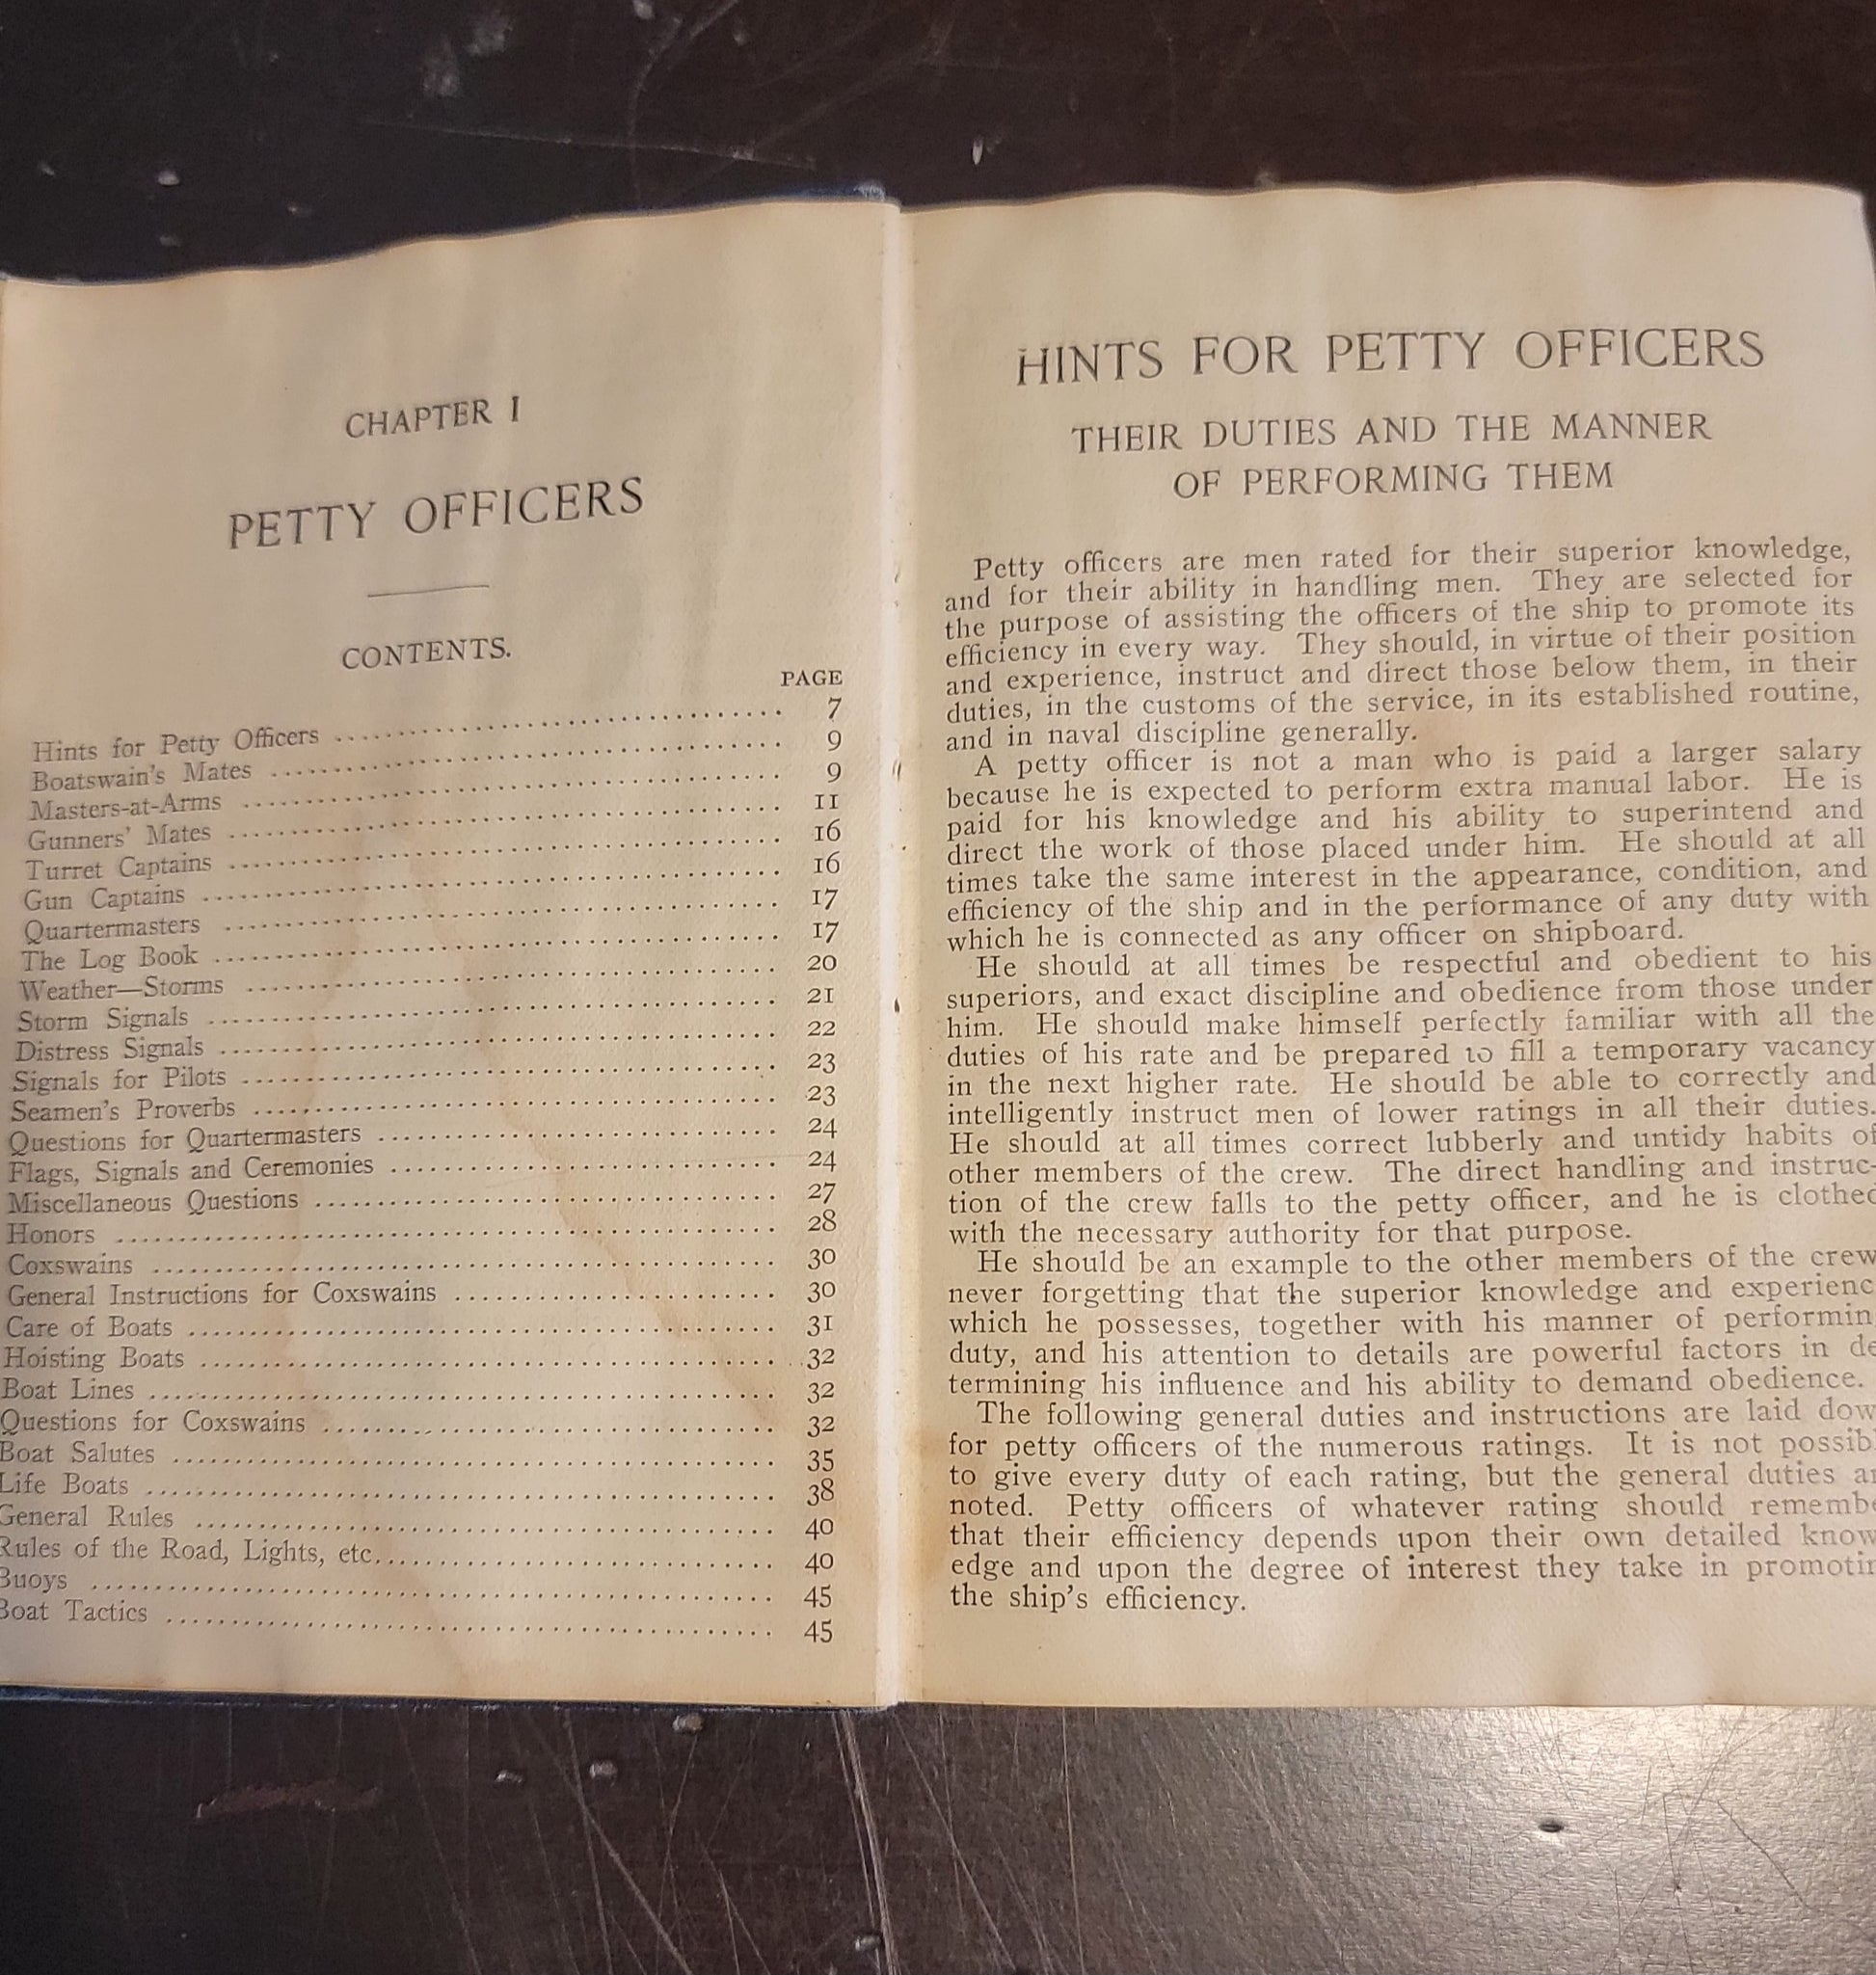 CHAPTER I
PETTY OFFICERS
CONTENTS.
PAGE
Hints for Petty Officers ........ 7
Boatswain's Mates ........ 9
Masters-at-Arms ........ 9
Gunners' Mates ........ 11
Turret Captains ........ 16
Gun Captains ........ 16
Quartermasters ........ 17
The Log Book ........ 17
Weather—Storms ........ 20
Storm Signals ........ 21
Distress Signals ........ 22
Signals for Pilots ........ 23
Seamen's Proverbs ........ 23
Questions for Quartermasters ........ 24
Flags, Signals and Ceremonies ........ 24
Miscellaneous Questions ........ 27
Honors ........ 28
Coxswains ........ 30
General Instructions for Coxswains ........ 30
Care of Boats ........ 31
Hoisting Boats ........ 32
Boat Lines ........ 32
Questions for Coxswains ........ 32
Boat Salutes ........ 35
Life Boats ........ 38
General Rules ........ 40
Rules of the Road, Lights, etc. ........ 40
Buoys ........ 45
Boat Tactics ........ 45
HINTS FOR PETTY OFFICERS
THEIR DUTIES AND THE MANNER
OF PERFORMING THEM
Petty officers are men rated for their superior knowledge,
and for their ability in handling men. They are selected for
the purpose of assisting the officers of the ship to promote its
efficiency in every way. They should, in virtue of their position
and experience, instruct and direct those below them, in their
duties, in the customs of the service, in its established routine,
and in naval discipline generally.
A petty officer is not a man who is paid a larger salary
because he is expected to perform extra manual labor. He is
paid for his knowledge and his ability to superintend and
direct the work of those placed under him. He should at all
times take the same interest in the appearance, condition, and
efficiency of the ship and in the performance of any duty with
which he is connected as any officer on shipboard.
He should at all times be respectful and obedient to his
superiors, and exact discipline and obedience from those under
him. He should make himself perfectly familiar with all the
duties of his rate and be prepared to fill a temporary vacancy
in the next higher rate. He should be able to correctly and
intelligently instruct men of lower ratings in all their duties.
He should at all times correct lubberly and untidy habits of
other members of the crew. The direct handling and instruc-
tion of the crew falls to the petty officer, and he is clothed
with the necessary authority for that purpose.
He should be an example to the other members of the crew
never forgetting that the superior knowledge and experienc
which he possesses, together with his manner of performin
duty, and his attention to details are powerful factors in de
termining his influence and his ability to demand obedience.
The following general duties and instructions are laid dow
for petty officers of the numerous ratings. It is not possib
to give every duty of each rating, but the general duties a
noted. Petty officers of whatever rating should remembe
that their efficiency depends upon their own detailed know
edge and upon the degree of interest they take in promotin
the ship's efficiency.